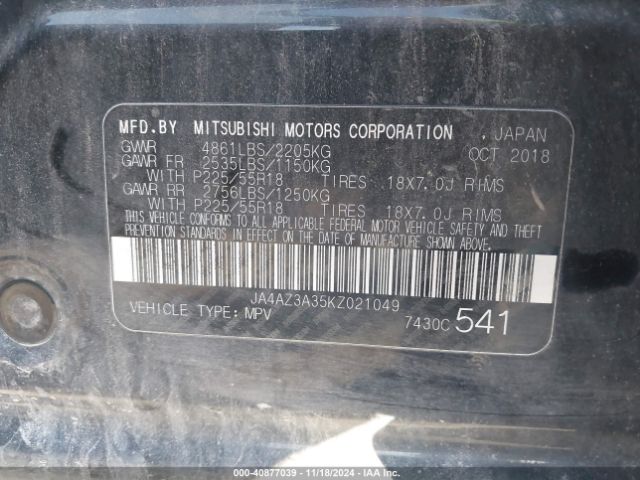 MFD.BY MITSUBISHI MOTORS CORPORATION , JAPAN
GVWR 4861LBS/2205KG OCT 2018
GAWR FR 2535LBS/1150KG
WITH P225/55R18 TIRES 18X7.0J RIMS
GAWR RR 2756LBS/1250KG
WITH P225/55R18 TIRES 18X7.0J RIMS
THIS VEHICLE CONFORMS TO ALL APPLICABLE FEDERAL MOTOR VEHICLE SAFETY AND THEFT
PREVENTION STANDARDS IN EFFECT ON THE DATE OF MANUFACTURE SHOWN ABOVE.
JA4AZ3A35KZ021049
VEHICLE TYPE:MPV 7430C 541
000-40877039 - 11/18/2024 - IAA Inc.